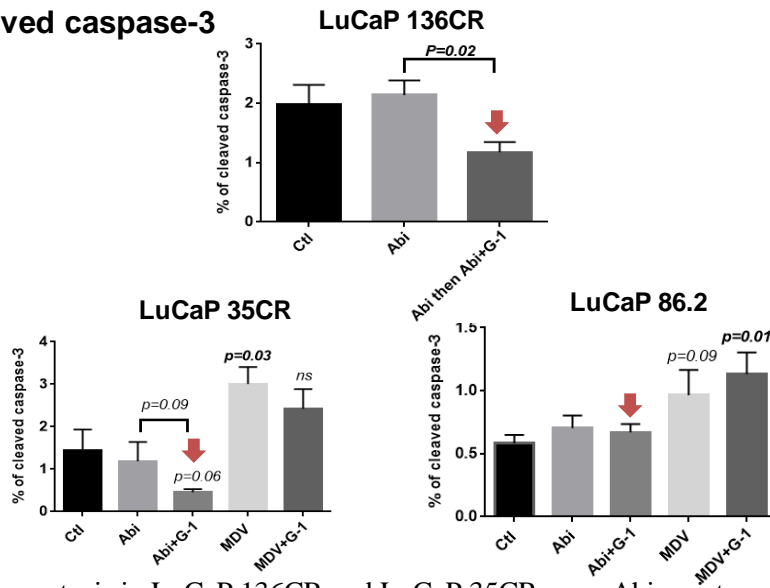 ved caspase-3
LuCaP 136CR
% of cleaved caspase-3
3
2
1
0
P=0.02
Ctl
Abi
Abi then Abi+G-1
LuCaP 35CR
% of cleaved caspase-3
4
3
2
1
0
p=0.09
p=0.06
p=0.03
ns
Ctl
Abi
Abi+G-1
MDV
MDV+G-1
LuCaP 86.2
% of cleaved caspase-3
1.5
1.0
0.5
0.0
p=0.09
p=0.01
Ctl
Abi
Abi+G-1
MDV
MDV+G-1